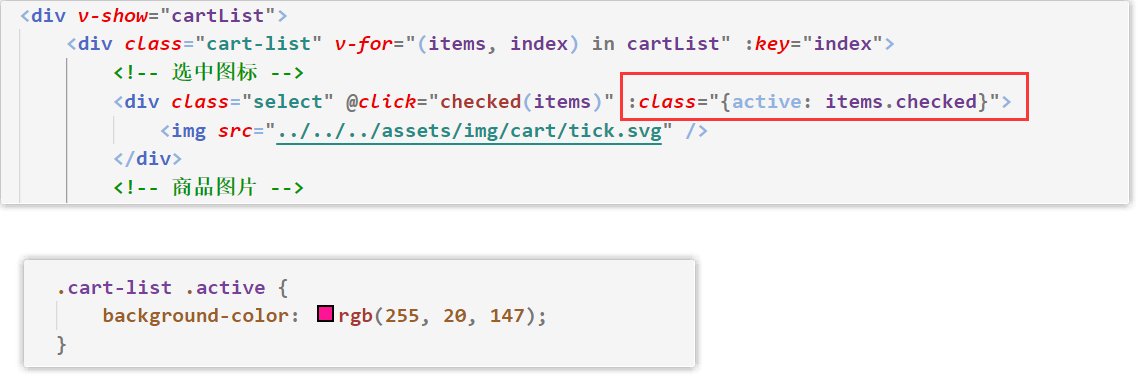 <div v-show="cartList">
<div class="cart-list" v-for="(items, index) in cartList" :key="index">
<!-- 选中图标 -->
<div class="select" @click="checked(items)" :class="{active: items.checked}">
<img src="../../../assets/img/cart/tick.svg" />
</div>
<!-- 商品图片 -->
.cart-list .active {
background-color: rgb(255, 20, 147);
}